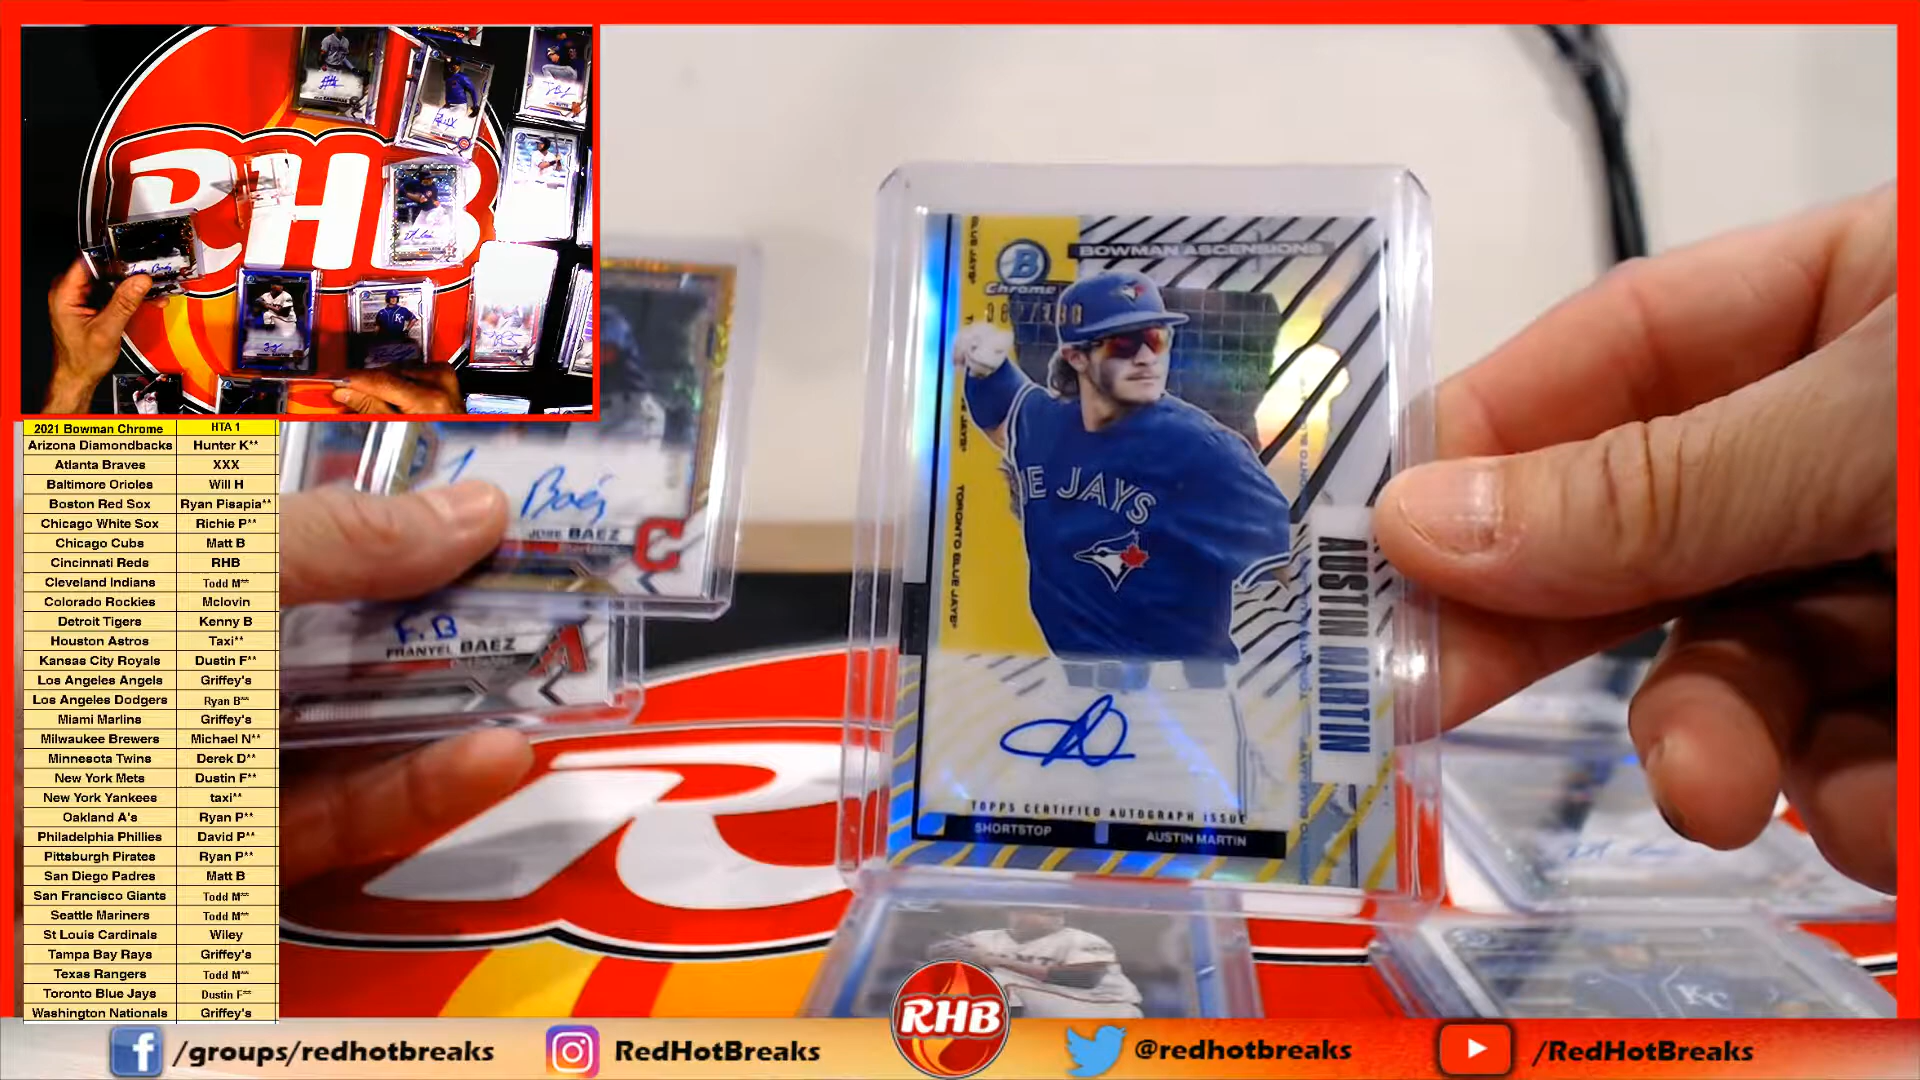 RHB
2021 Bowman Chrome HTA 1
Arizona Diamondbacks Hunter K**
Atlanta Braves XXX
Baltimore Orioles Will H
Boston Red Sox Ryan Pisapia**
Chicago White Sox Richie P**
Chicago Cubs Matt B
Cincinnati Reds RHB
Cleveland Indians Todd M**
Colorado Rockies Mclovin
Detroit Tigers Kenny B
Houston Astros Taxi**
Kansas City Royals Dustin F**
Los Angeles Angels Griffey's
Los Angeles Dodgers Ryan B**
Miami Marlins Griffey's
Milwaukee Brewers Michael N**
Minnesota Twins Derek D**
New York Mets Dustin F**
New York Yankees taxi**
Oakland A's Ryan P**
Philadelphia Phillies David P**
Pittsburgh Pirates Ryan P**
San Diego Padres Matt B
San Francisco Giants Todd M**
Seattle Mariners Todd M**
St Louis Cardinals Wiley
Tampa Bay Rays Griffey's
Texas Rangers Todd M**
Toronto Blue Jays Dustin F**
Washington Nationals Griffey's
Baez
JOSE BAEZ
C
F.B
FRANYEL BAEZ
A
BOWMAN ASCENSIONS
B
Chrome
BLUE JAYS
TORONTO BLUE JAYS
UE JAYS
AUSTIN MARTIN
TOPPS CERTIFIED AUTOGRAPH ISSUE
SHORTSTOP AUSTIN MARTIN
KC
/groups/redhotbreaks
RedHotBreaks
RHB
@redhotbreaks
/RedHotBreaks